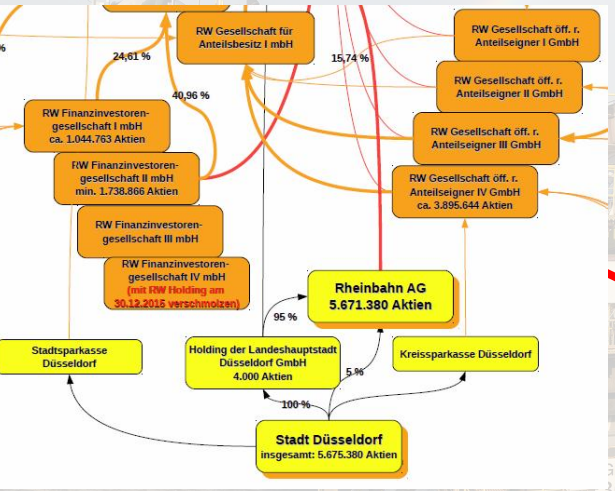 RW Gesellschaft für
Anteilsbesitz I mbH
RW Gesellschaft öff. r.
Anteilseigner I GmbH
%
24,61 %
15,74 %
RW Gesellschaft öff. r.
Anteilseigner II GmbH
40,96 %
RW Finanzinvestoren-
gesellschaft I mbH
ca. 1.044.763 Aktien
RW Gesellschaft öff. r.
Anteilseigner III GmbH
RW Finanzinvestoren-
gesellschaft II mbH
min. 1.738.866 Aktien
RW Gesellschaft öff. r.
Anteilseigner IV GmbH
ca. 3.895.644 Aktien
RW Finanzinvestoren-
gesellschaft III mbH
RW Finanzinvestoren-
gesellschaft IV mbH
(mit RW Holding am
30.12.2015 verschmolzen)
Rheinbahn AG
5.671.380 Aktien
95 %
Stadtsparkasse
Düsseldorf
Holding der Landeshauptstadt
Düsseldorf GmbH
4.000 Aktien
Kreissparkasse Düsseldorf
5 %
100 %
Stadt Düsseldorf
insgesamt: 5.675.380 Aktien